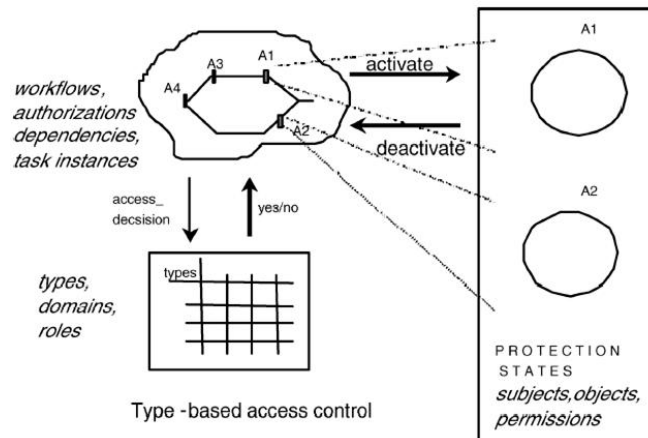 A1
A3
A1
activate
A4
workflows,
authorizations
dependencies,
task instances
A2
deactivate
A2
access_
decsision
yes/no
types
types,
domains,
roles
PROTECTION
STATES
subjects,objects,
permissions
Type -based access control